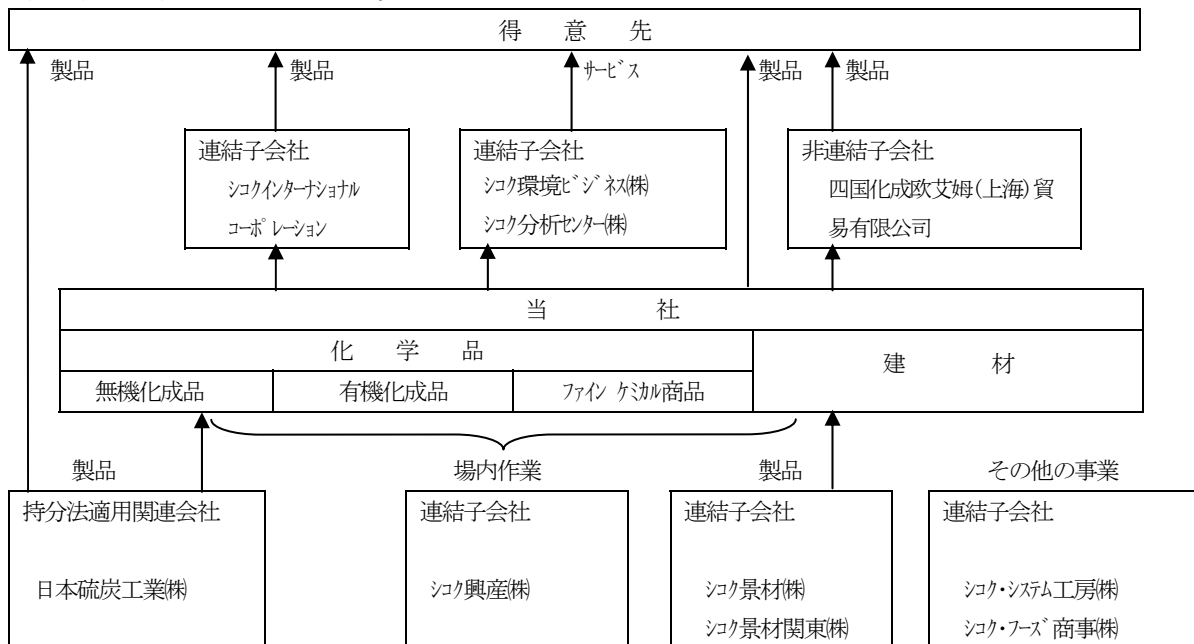 得 意 先
製品 製品 ｻｰﾋﾞｽ 製品 製品
連結子会社
ｼｺｸｲﾝﾀｰﾅｼｮﾅﾙ
ｺｰﾎﾟﾚｰｼｮﾝ
連結子会社
ｼｺｸ環境ﾋﾞｼﾞﾈｽ㈱
ｼｺｸ分析ｾﾝﾀｰ㈱
非連結子会社
四国化成欧艾姆(上海)貿
易有限公司
当 社
化 学 品
建 材
無機化成品 有機化成品 ﾌｧｲﾝ ｹﾐｶﾙ商品
製品 場内作業 製品 その他の事業
持分法適用関連会社
日本硫炭工業㈱
連結子会社
ｼｺｸ興産㈱
連結子会社
ｼｺｸ景材㈱
ｼｺｸ景材関東㈱
連結子会社
ｼｺｸ・ｼｽﾃﾑ工房㈱
ｼｺｸ・ﾌｰｽﾞ商事㈱